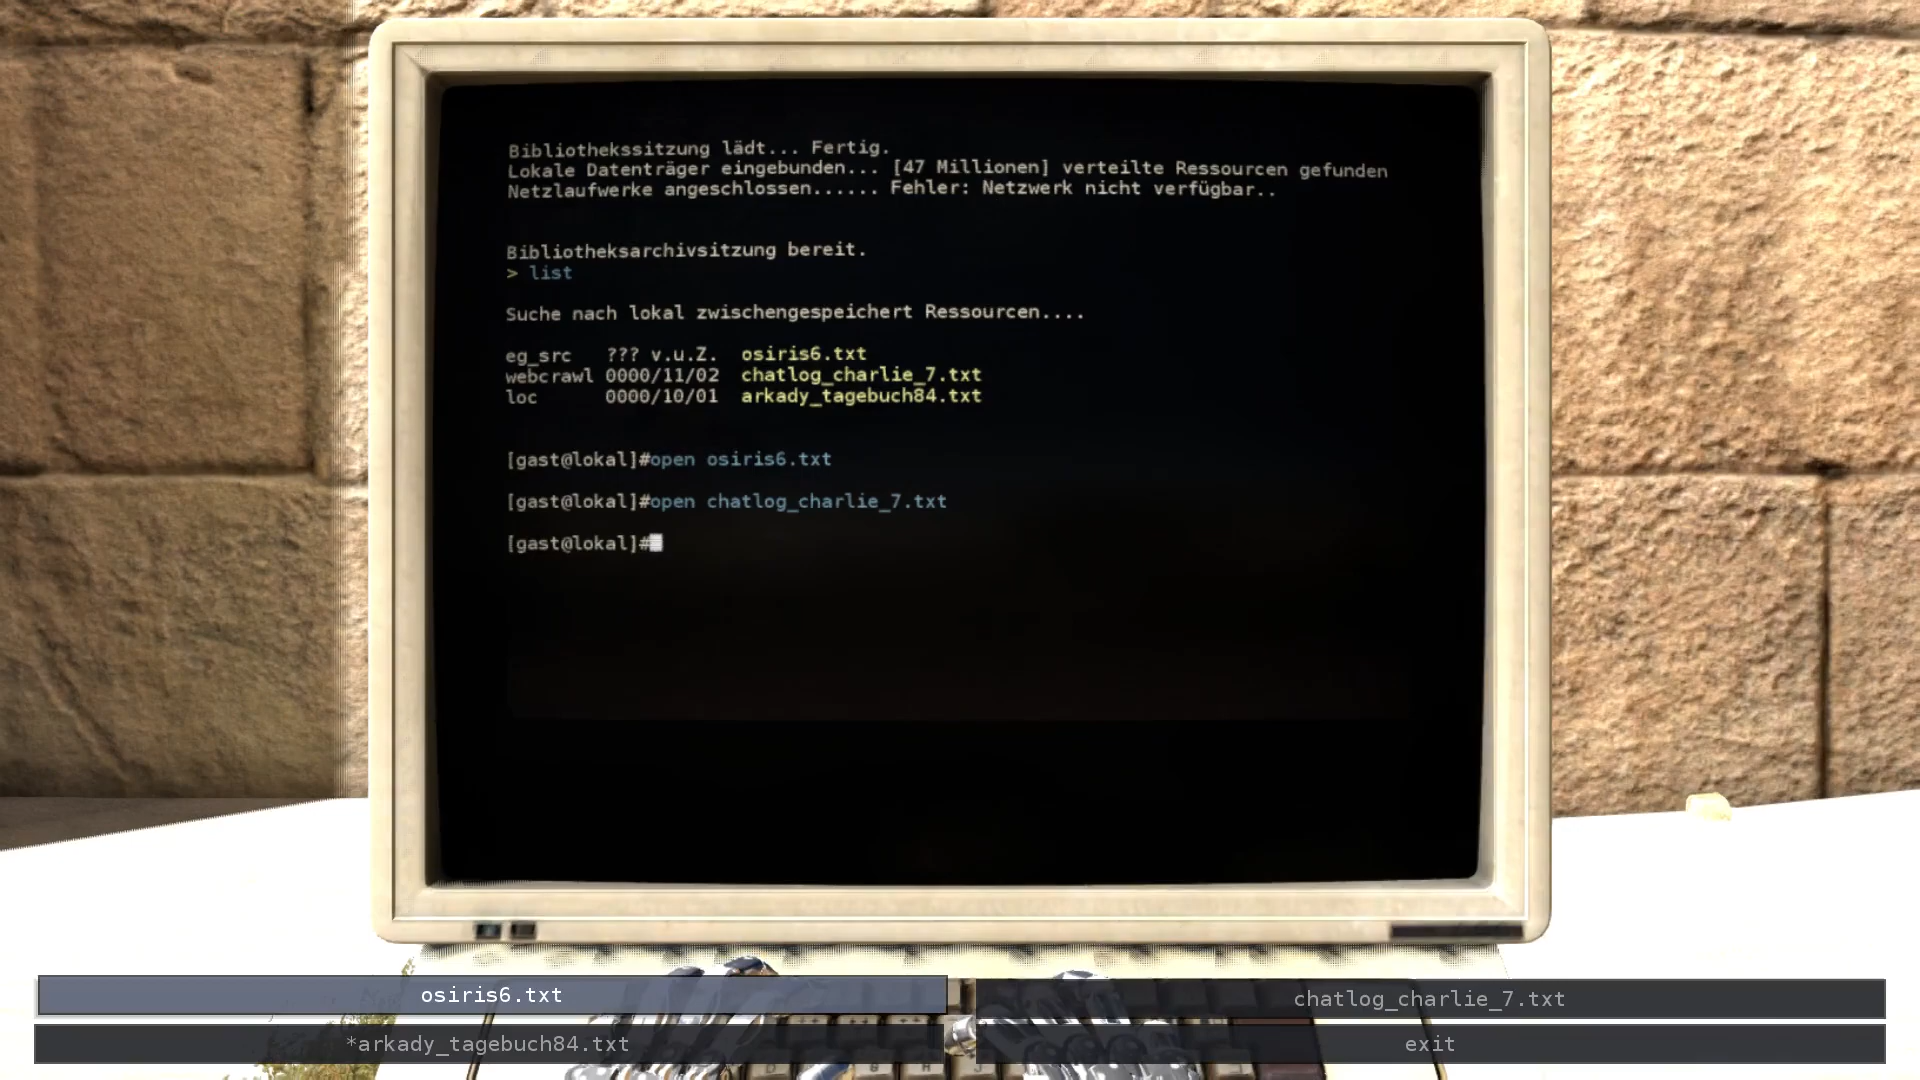 Bibliothekssitzung lädt... Fertig.
Lokale Datenträger eingebunden... [47 Millionen] verteilte Ressourcen gefunden
Netzlaufwerke angeschlossen...... Fehler: Netzwerk nicht verfügbar..
Bibliotheksarchivsitzung bereit.
> list
Suche nach lokal zwischengespeichert Ressourcen....
eg_src ??? v.u.Z. osiris6.txt
webcrawl 0000/11/02 chatlog_charlie_7.txt
loc 0000/10/01 arkady_tagebuch84.txt
[gast@lokal]#open osiris6.txt
[gast@lokal]#open chatlog_charlie_7.txt
[gast@lokal]#
osiris6.txt
chatlog_charlie_7.txt
*arkady_tagebuch84.txt
exit